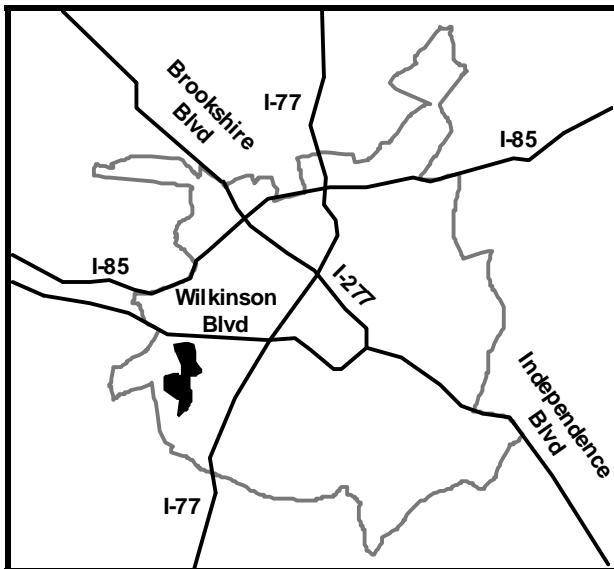 Brookshire
Blvd
I-77
I-85
I-85
Wilkinson
Blvd
I-277
Independence
Blvd
I-77